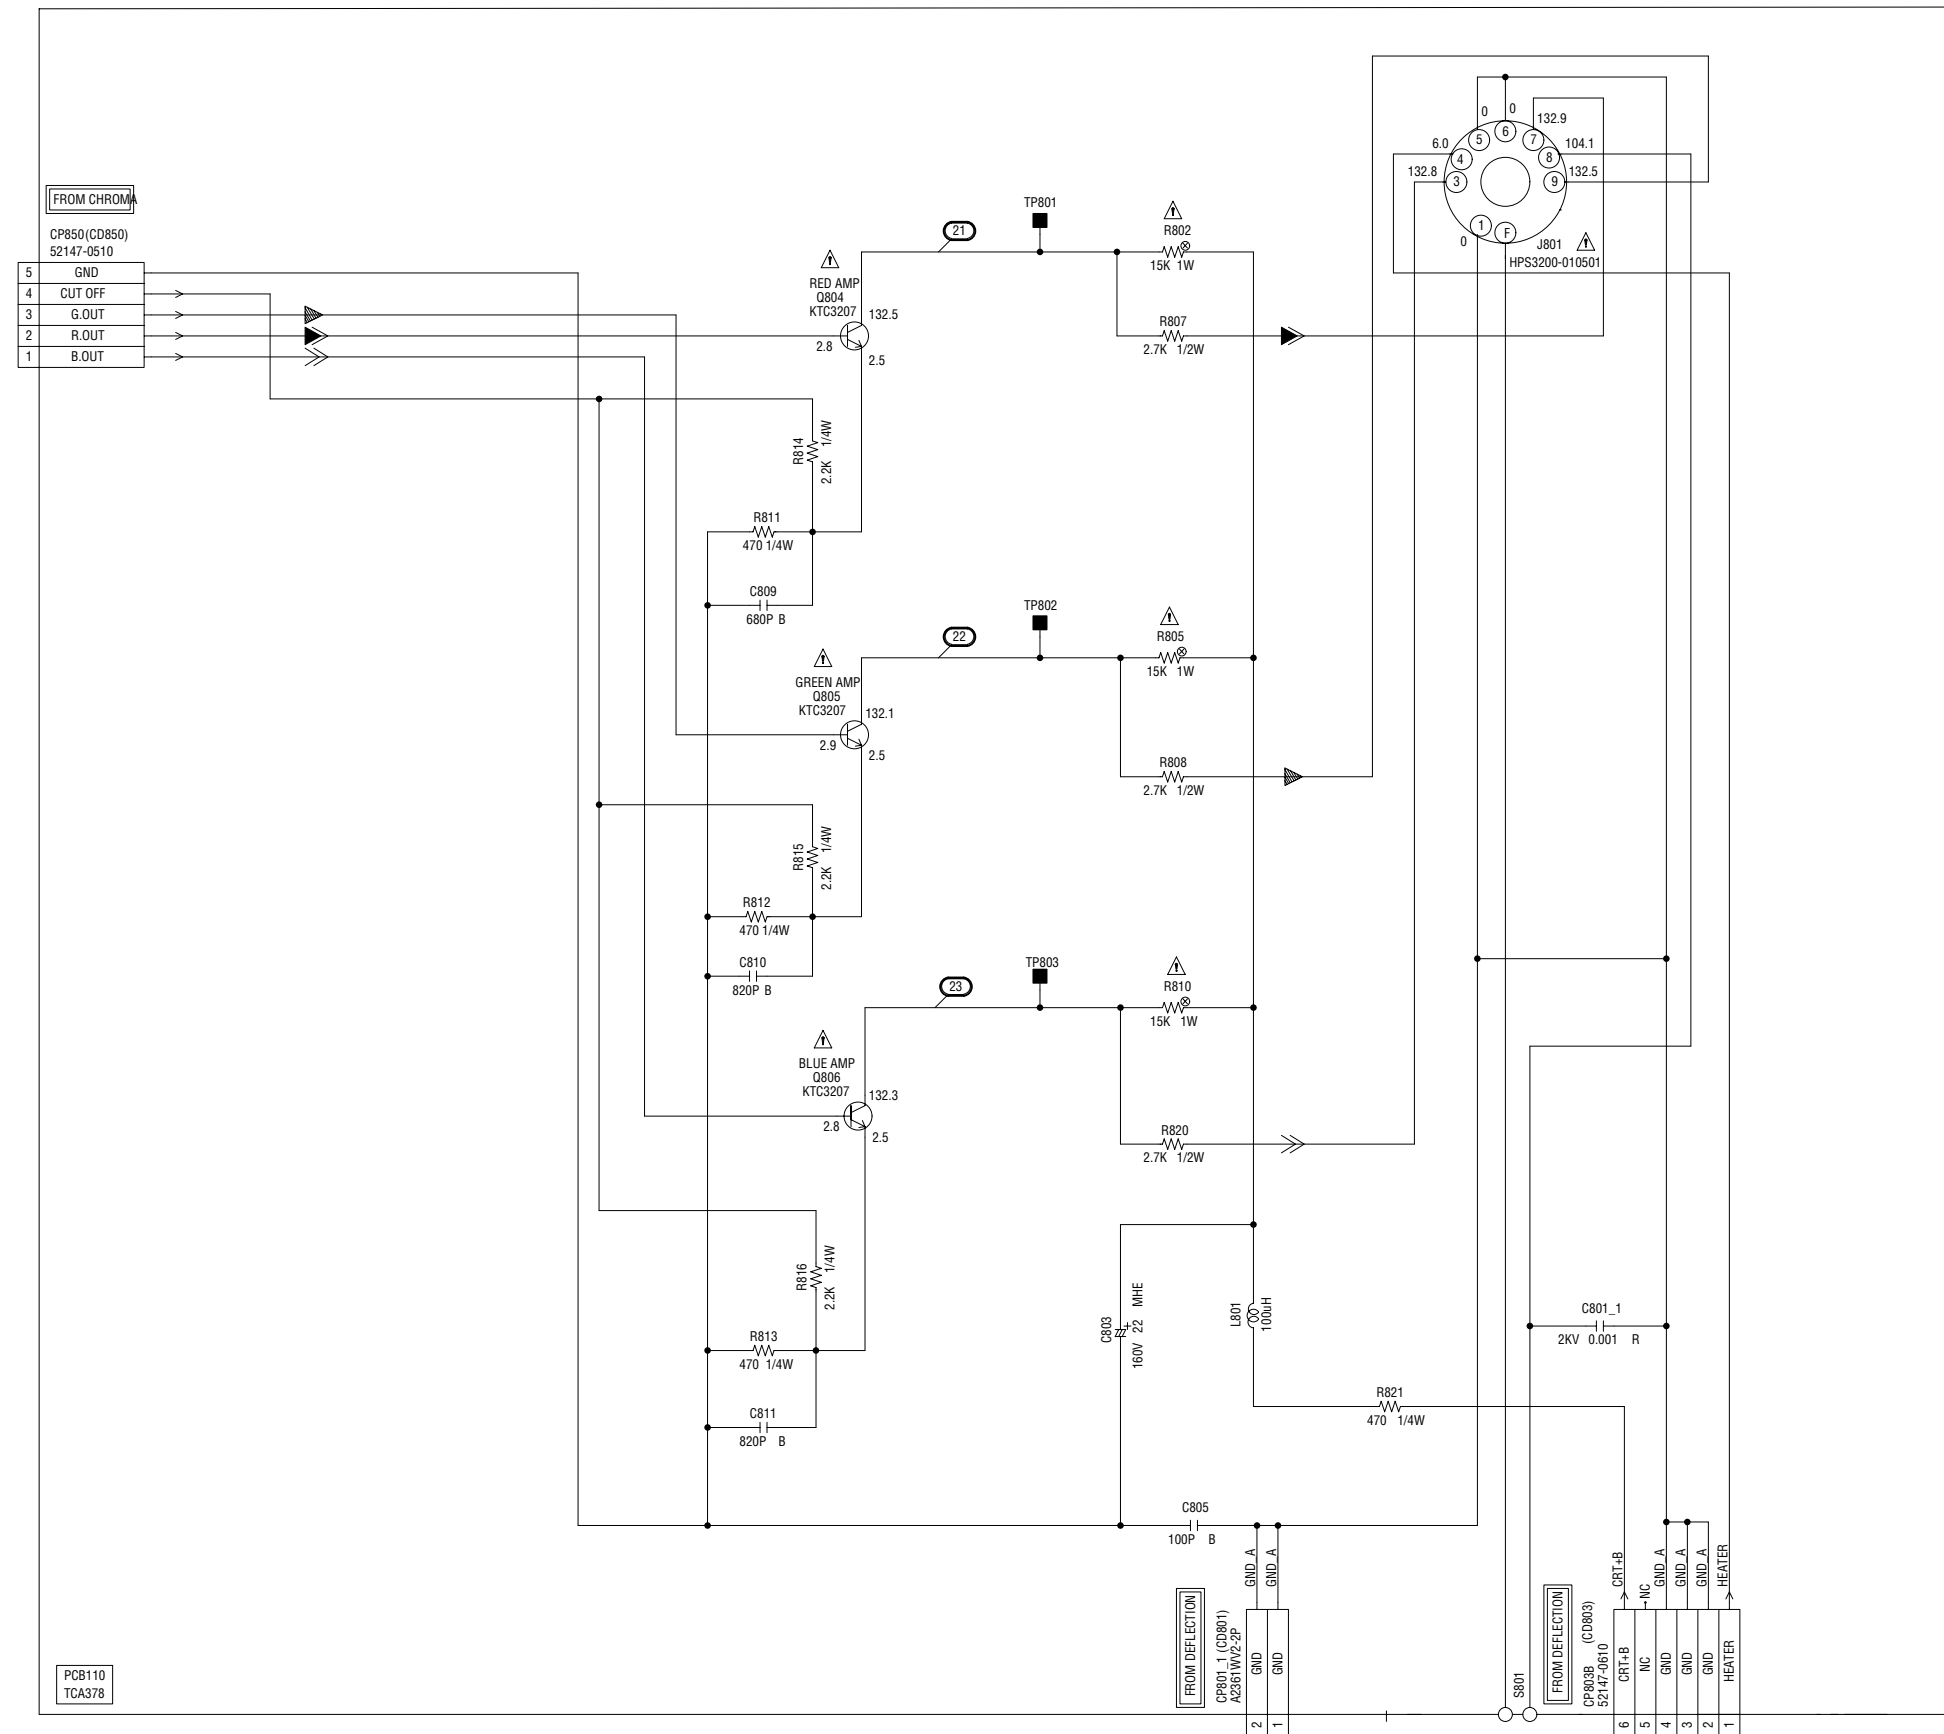 FROM CHROMA
CP850(CD850)
52147-0510
5 GND
4 CUT OFF
3 G.OUT
2 R.OUT
1 B.OUT
RED AMP
Q804
KTC3207
132.5
2.8
2.5
21
TP801
R802
15K 1W
R807
2.7K 1/2W
R814
2.2K 1/4W
R811
470 1/4W
C809
680P B
GREEN AMP
Q805
KTC3207
132.1
2.9
2.5
22
TP802
R805
15K 1W
R808
2.7K 1/2W
R815
2.2K 1/4W
R812
470 1/4W
C810
820P B
BLUE AMP
Q806
KTC3207
132.3
2.8
2.5
23
TP803
R810
15K 1W
R820
2.7K 1/2W
R816
2.2K 1/4W
R813
470 1/4W
C811
820P B
0
0
132.9
6.0
104.1
132.8
132.5
0
5
6
7
4
8
3
9
1
F
J801
HPS3200-010501
C803
160V 22 MHE
+
L801
100uH
R821
470 1/4W
C801_1
2KV 0.001 R
C805
100P B
GND_A
GND_A
FROM DEFLECTION
CP801_1 (CD801)
A2361WV2-2P
2 GND
1 GND
S801
FROM DEFLECTION
CP803B (CD803)
52147-0610
CRT+B
NC
GND_A
GND_A
GND_A
HEATER
6 CRT+B
5 NC
4 GND
3 GND
2 GND
1 HEATER
PCB110
TCA378